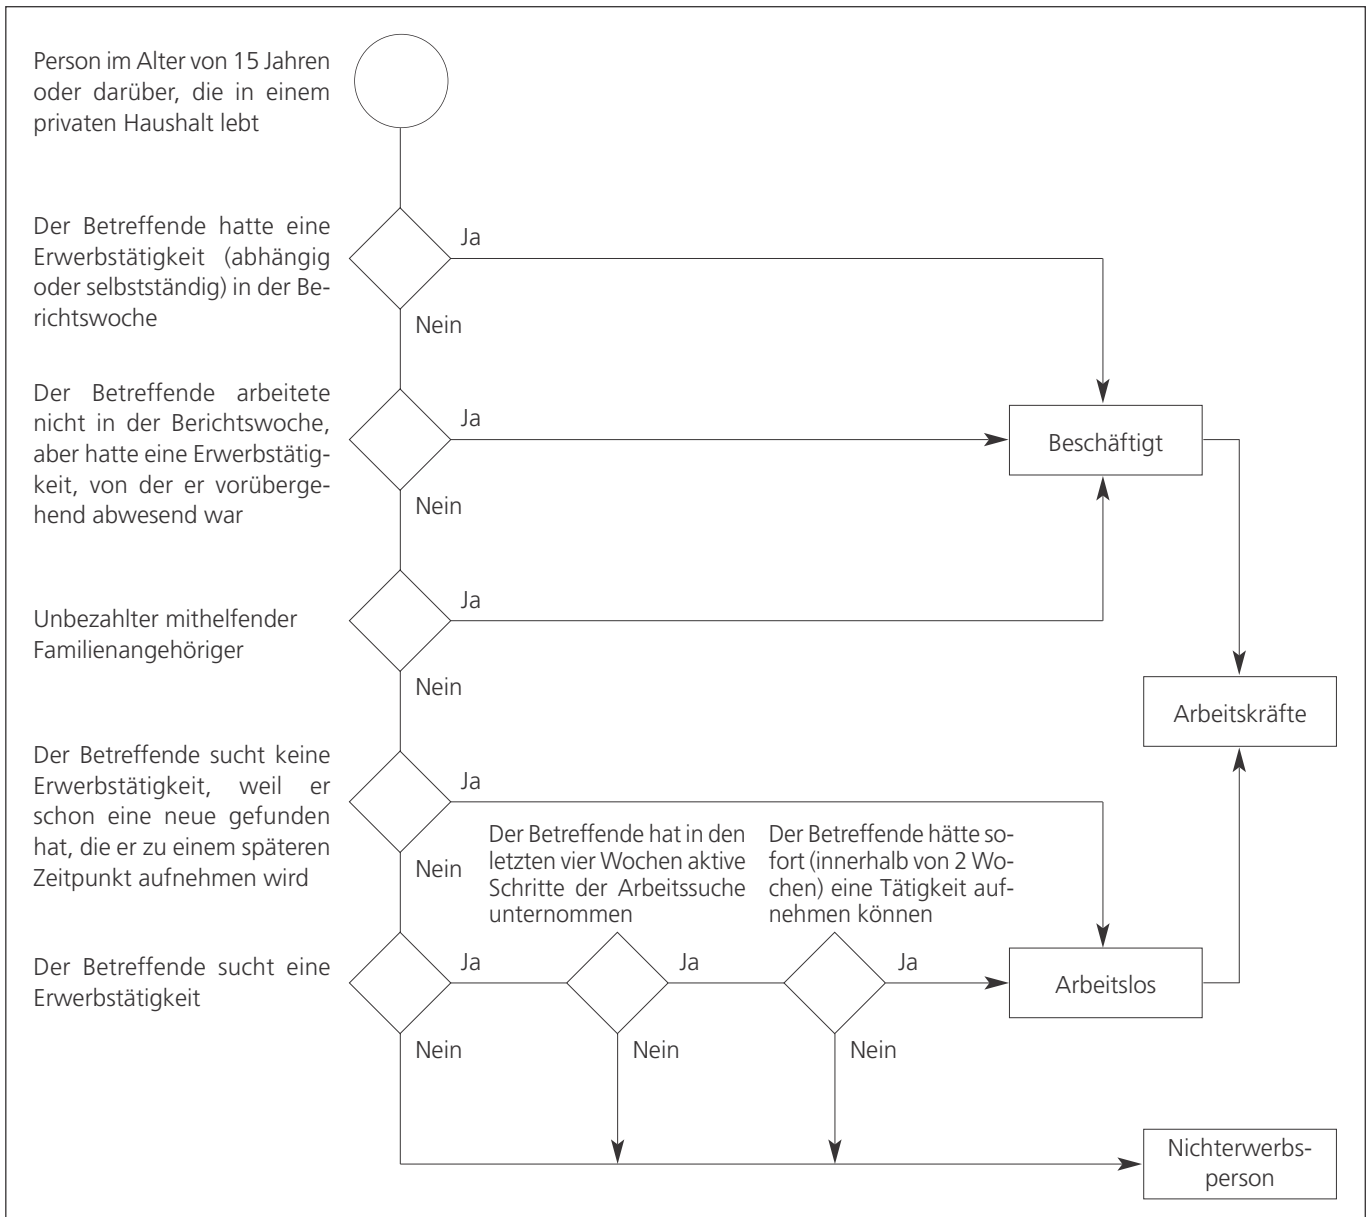 Person im Alter von 15 Jahren
oder darüber, die in einem
privaten Haushalt lebt
Der Betreffende hatte eine
Erwerbstätigkeit (abhängig
oder selbstständig) in der Be-
richtswoche
Ja
Nein
Der Betreffende arbeitete
nicht in der Berichtswoche,
aber hatte eine Erwerbstätig-
keit, von der er vorüberge-
hend abwesend war
Ja
Nein
Beschäftigt
Unbezahlter mithelfender
Familienangehöriger
Ja
Nein
Arbeitskräfte
Der Betreffende sucht keine
Erwerbstätigkeit, weil er
schon eine neue gefunden
hat, die er zu einem späteren
Zeitpunkt aufnehmen wird
Ja
Nein
Der Betreffende hat in den
letzten vier Wochen aktive
Schritte der Arbeitssuche
unternommen
Der Betreffende hätte so-
fort (innerhalb von 2 Wo-
chen) eine Tätigkeit auf-
nehmen können
Der Betreffende sucht eine
Erwerbstätigkeit
Ja
Ja
Ja
Arbeitslos
Nein
Nein
Nein
Nichterwerbs-
person